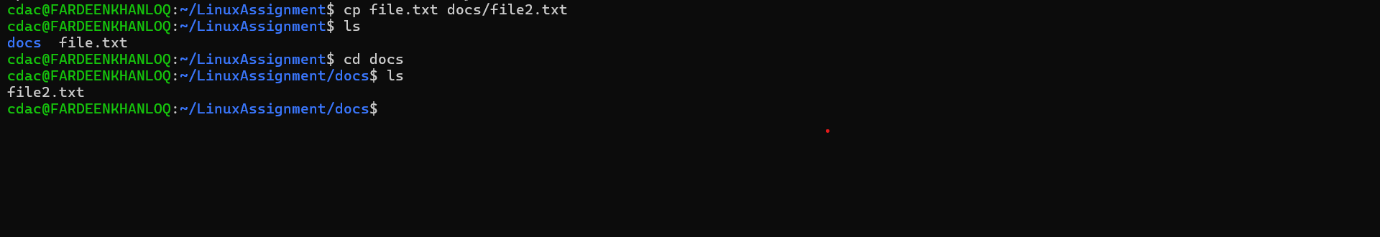 cdac@FARDEENKHANLOQ:~/LinuxAssignment$ cp file.txt docs/file2.txt
cdac@FARDEENKHANLOQ:~/LinuxAssignment$ ls
docs  file.txt
cdac@FARDEENKHANLOQ:~/LinuxAssignment$ cd docs
cdac@FARDEENKHANLOQ:~/LinuxAssignment/docs$ ls
file2.txt
cdac@FARDEENKHANLOQ:~/LinuxAssignment/docs$